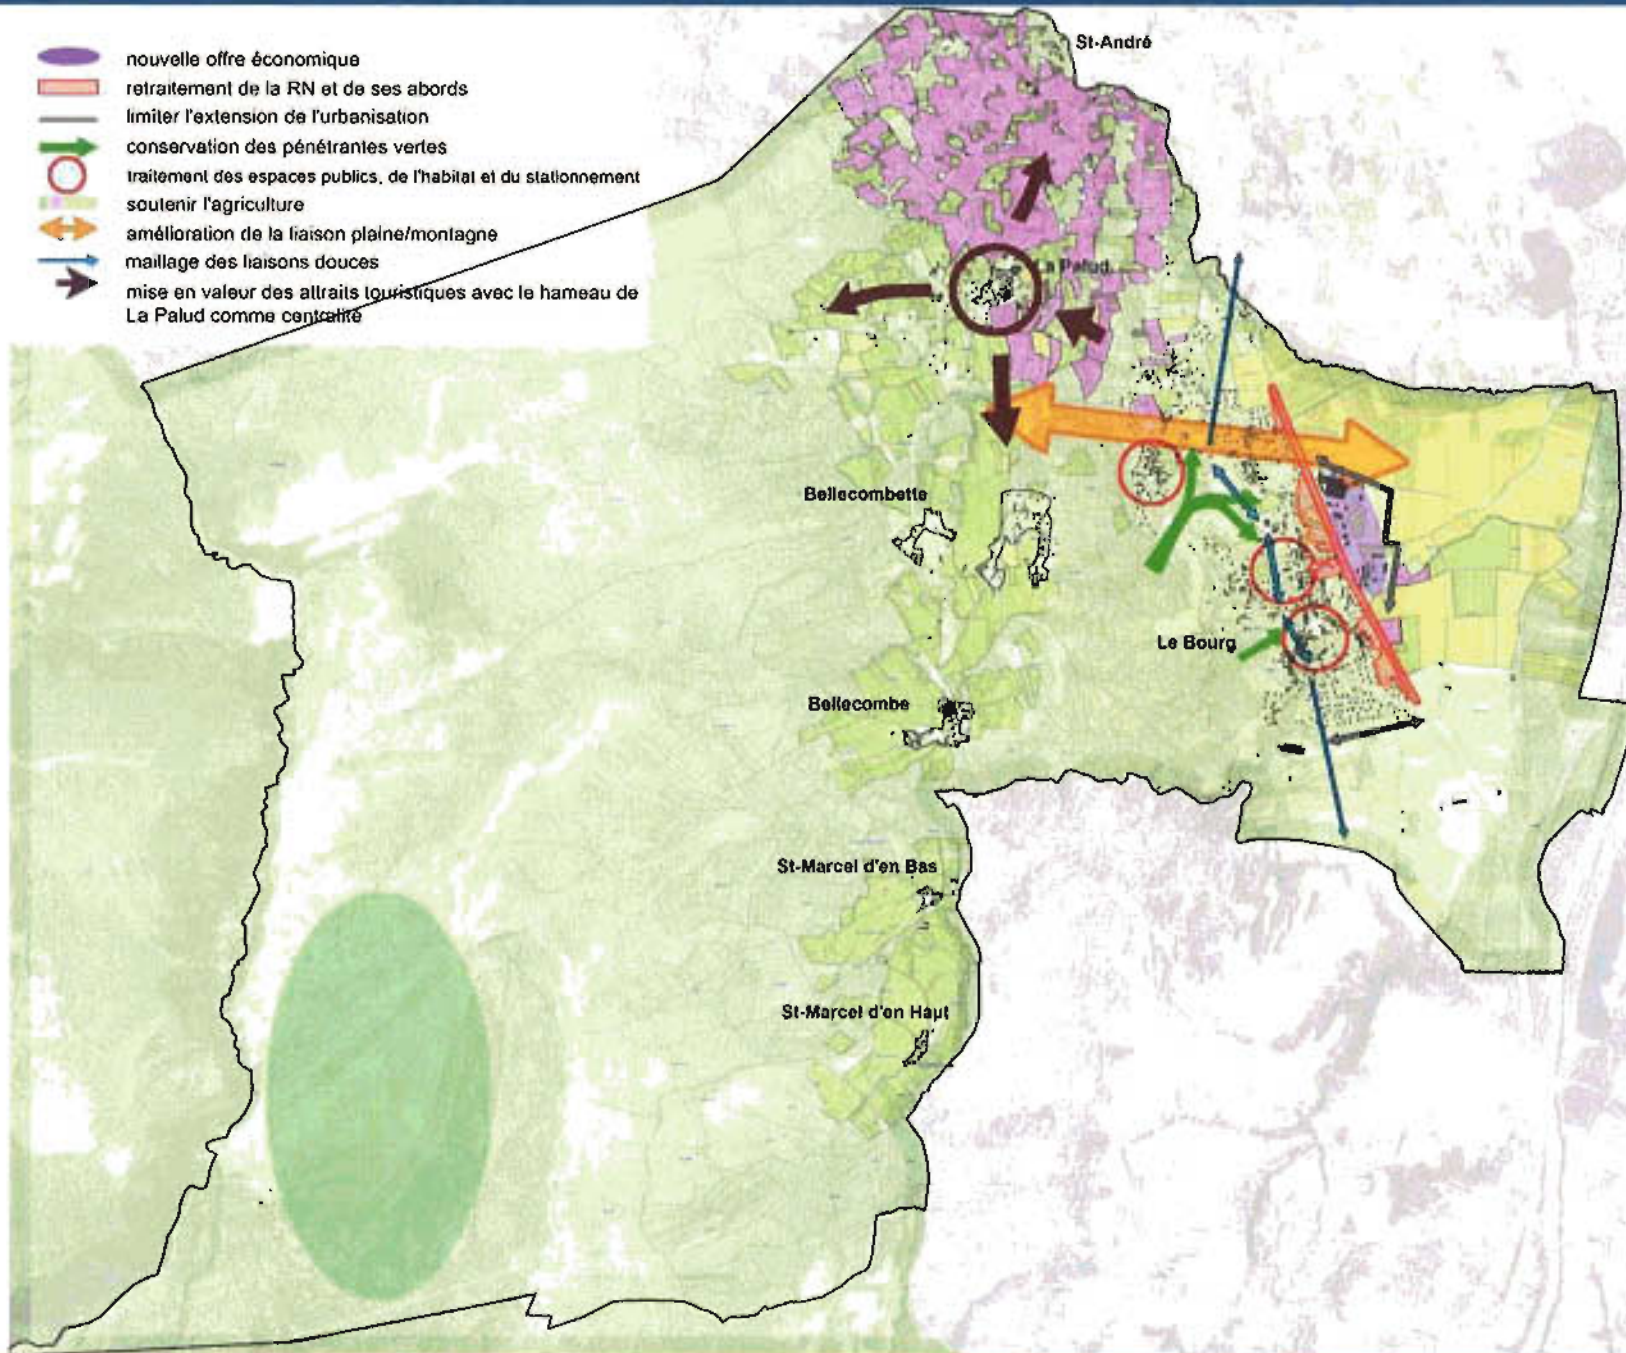 nouvelle offre économique
retraitement de la RN et de ses abords
limiter l'extension de l'urbanisation
conservation des pénétrantes vertes
traitement des espaces publics, de l'habitat et du stationnement
soutenir l'agriculture
amélioration de la liaison plaine/montagne
maillage des liaisons douces
mise en valeur des attraits touristiques avec le hameau de
La Palud comme centralité
St-André
La Palud
Bellecombette
Le Bourg
Bellecombe
St-Marcel d'en Bas
St-Marcel d'en Haut